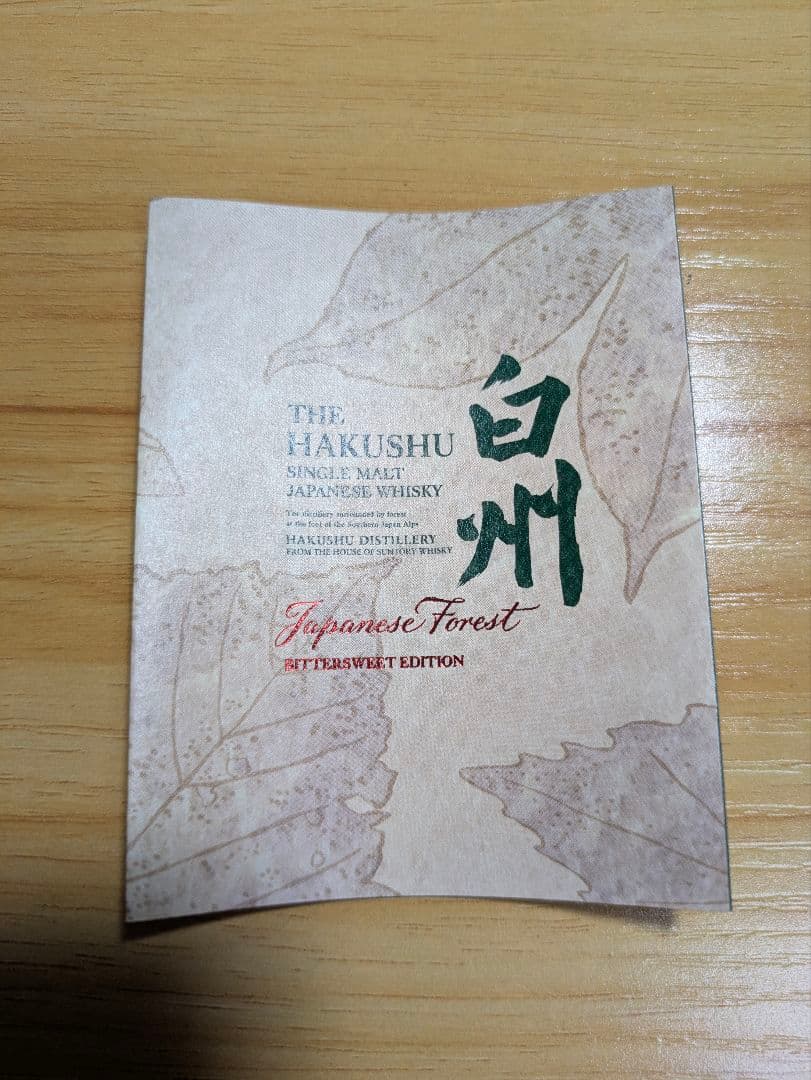 THE
HAKUSHU
SINGLE MALT
JAPANESE WHISKY
The distillery surrounded by forest
at the foot of the Southern Japan Alps
HAKUSHU DISTILLERY
FROM THE HOUSE OF SUNTORY WHISKY
白州
Japanese Forest
BITTERSWEET EDITION